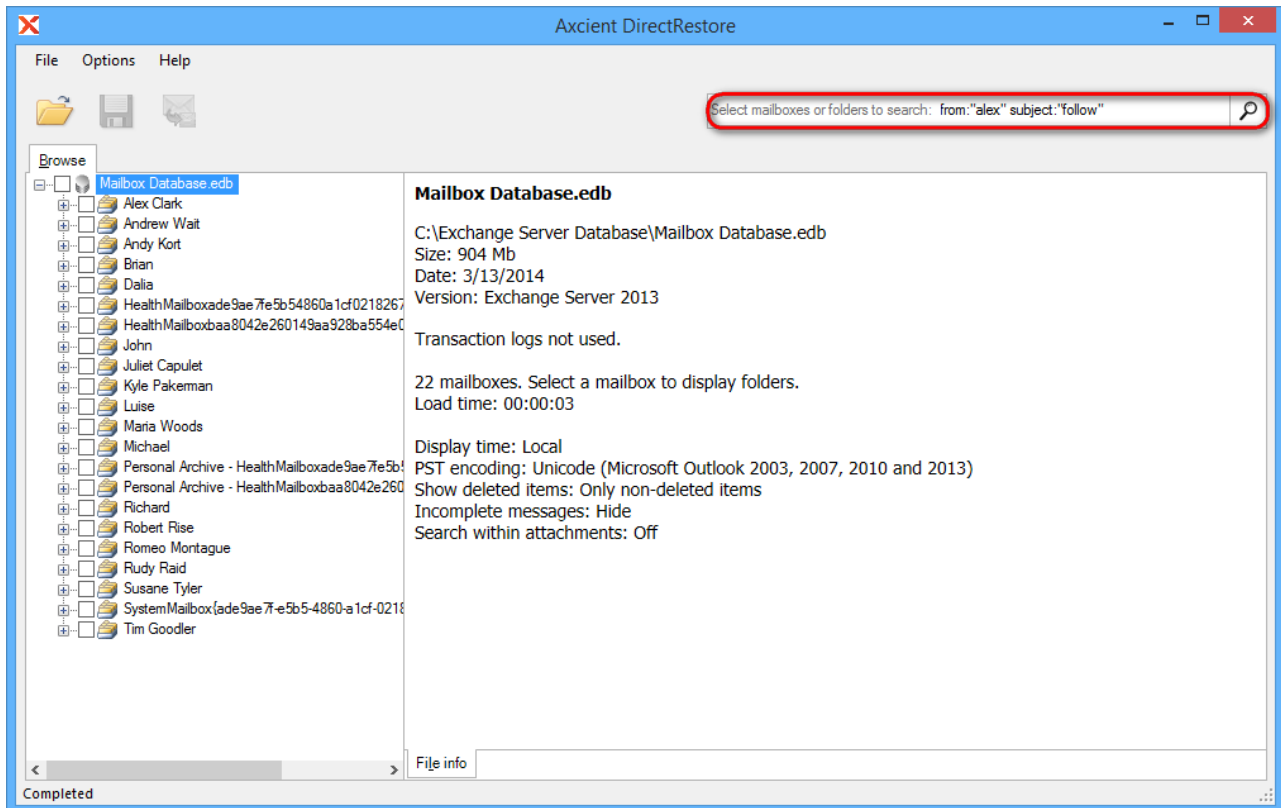 Axcient DirectRestore
File Options Help
Select mailboxes or folders to search: from:"alex" subject:"follow"
Browse
Mailbox Database.edb
Alex Clark
Andrew Wait
Andy Kort
Brian
Dalia
HealthMailboxade9ae7fe5b54860a1cf0218267
HealthMailboxbaa8042e260149aa928ba554e0
John
Juliet Capulet
Kyle Pakerman
Luise
Maria Woods
Michael
Personal Archive - HealthMailboxade9ae7fe5b5
Personal Archive - HealthMailboxbaa8042e260
Richard
Robert Rise
Romeo Montague
Rudy Raid
Susane Tyler
SystemMailbox{ade9ae7f-e5b5-4860-a1cf-0218
Tim Goodler
Mailbox Database.edb
C:\Exchange Server Database\Mailbox Database.edb
Size: 904 Mb
Date: 3/13/2014
Version: Exchange Server 2013
Transaction logs not used.
22 mailboxes. Select a mailbox to display folders.
Load time: 00:00:03
Display time: Local
PST encoding: Unicode (Microsoft Outlook 2003, 2007, 2010 and 2013)
Show deleted items: Only non-deleted items
Incomplete messages: Hide
Search within attachments: Off
File info
Completed